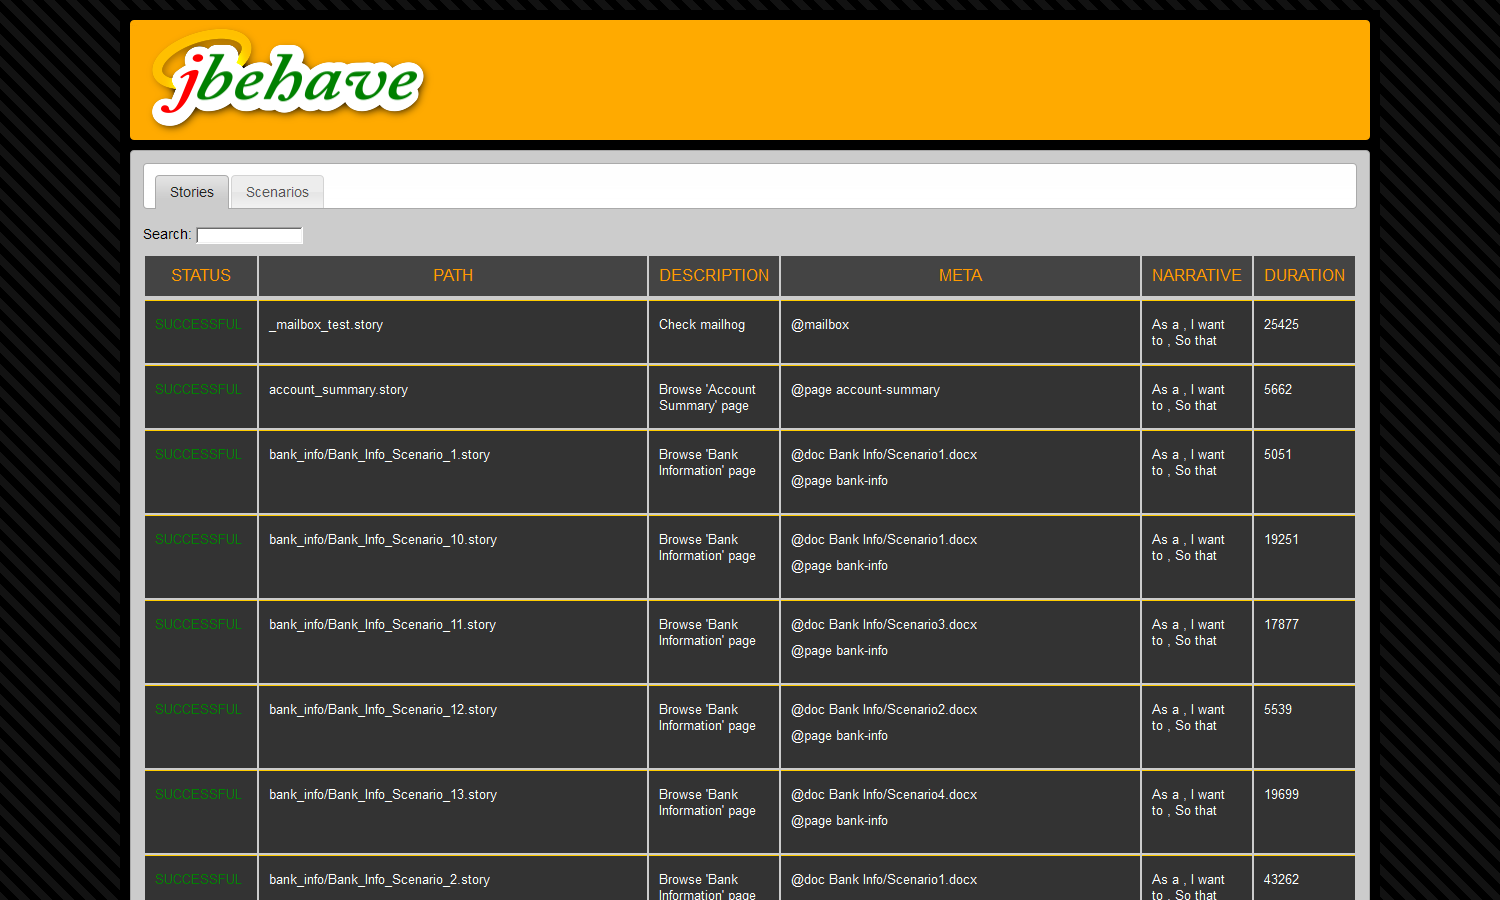 jbehave
Stories Scenarios
Search:
STATUS PATH DESCRIPTION META NARRATIVE DURATION
SUCCESSFUL _mailbox_test.story Check mailhog @mailbox As a , I want 25425
to , So that
SUCCESSFUL account_summary.story Browse 'Account @page account-summary As a , I want 5662
Summary' page to , So that
SUCCESSFUL bank_info/Bank_Info_Scenario_1.story Browse 'Bank @doc Bank Info/Scenario1.docx As a , I want 5051
Information' page to , So that
@page bank-info
SUCCESSFUL bank_info/Bank_Info_Scenario_10.story Browse 'Bank @doc Bank Info/Scenario1.docx As a , I want 19251
Information' page to , So that
@page bank-info
SUCCESSFUL bank_info/Bank_Info_Scenario_11.story Browse 'Bank @doc Bank Info/Scenario3.docx As a , I want 17877
Information' page to , So that
@page bank-info
SUCCESSFUL bank_info/Bank_Info_Scenario_12.story Browse 'Bank @doc Bank Info/Scenario2.docx As a , I want 5539
Information' page to , So that
@page bank-info
SUCCESSFUL bank_info/Bank_Info_Scenario_13.story Browse 'Bank @doc Bank Info/Scenario4.docx As a , I want 19699
Information' page to , So that
@page bank-info
SUCCESSFUL bank_info/Bank_Info_Scenario_2.story Browse 'Bank @doc Bank Info/Scenario1.docx As a , I want 43262
Information' page to , So that